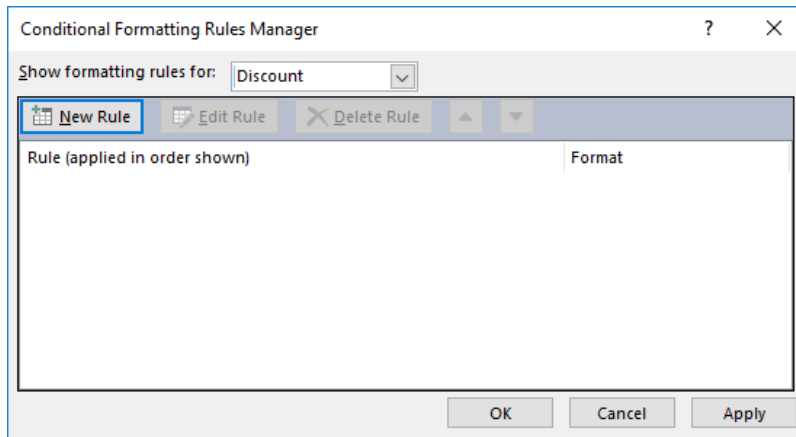 Conditional Formatting Rules Manager ?
Show formatting rules for: Discount
New Rule Edit Rule Delete Rule
Rule (applied in order shown) Format
OK Cancel Apply